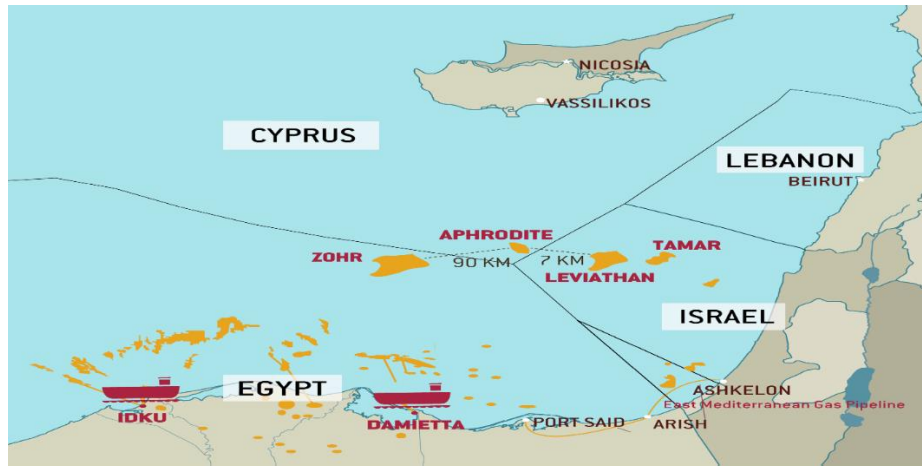 NICOSIA
VASSILIKOS
CYPRUS
LEBANON
BEIRUT
APHRODITE
ZOHR
90 KM
7 KM
TAMAR
LEVIATHAN
ISRAEL
EGYPT
ASHKELON
East Mediterranean Gas Pipeline
IDKU
DAMIETTA
PORT SAID
ARISH